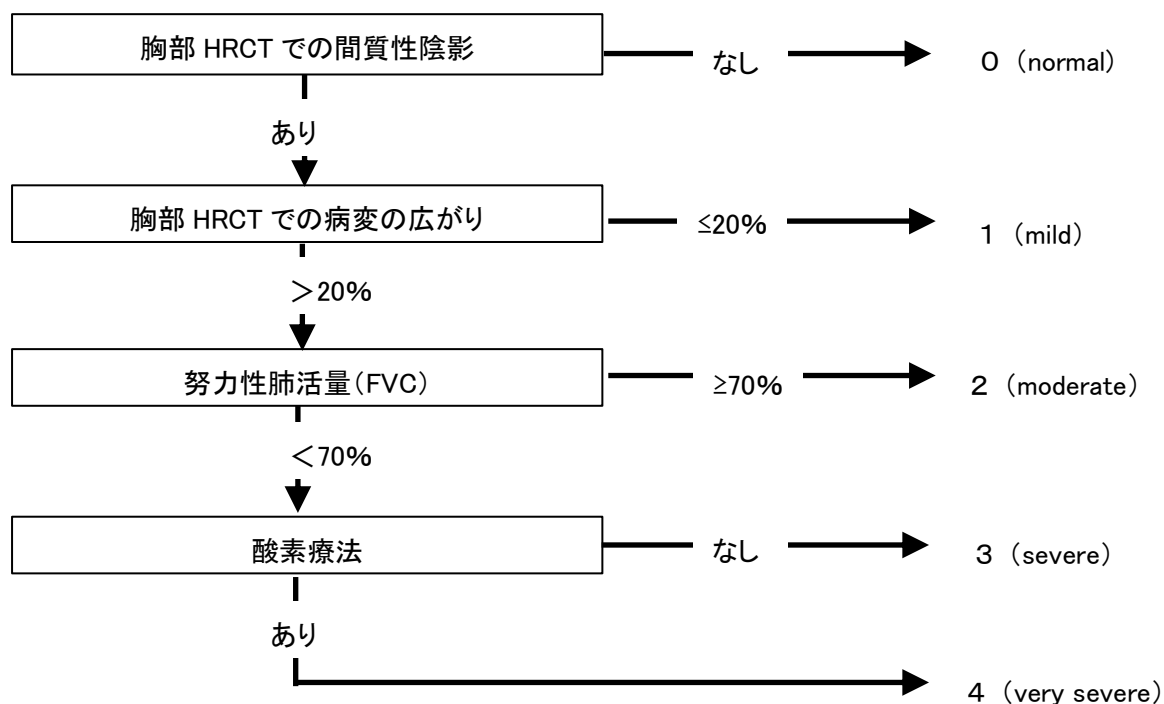 胸部 HRCT での間質性陰影
なし
０ （normal）
あり
胸部 HRCT での病変の広がり
≤20%
１ （mild）
＞20%
努力性肺活量（FVC）
≥70%
２ （moderate）
＜70%
酸素療法
なし
３ （severe）
あり
４ （very severe）